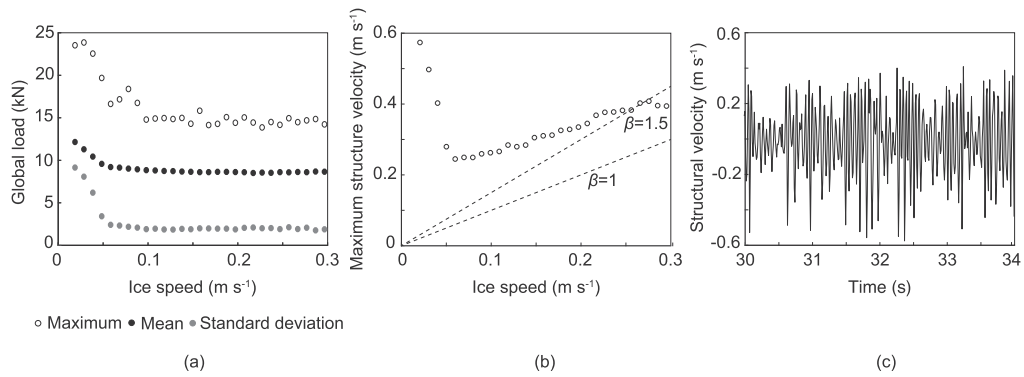 25
20
15
10
5
0
Global load (kN)
0
0.1
0.2
0.3
Ice speed (m s-1)
Maximum
Mean
Standard deviation
(a)
0.6
0.4
0.2
0
Maximum structure velocity (m s-1)
β=1.5
β=1
0
0.1
0.2
0.3
Ice speed (m s-1)
(b)
0.6
0.2
-0.2
-0.6
Structural velocity (m s-1)
30
31
32
33
34
Time (s)
(c)